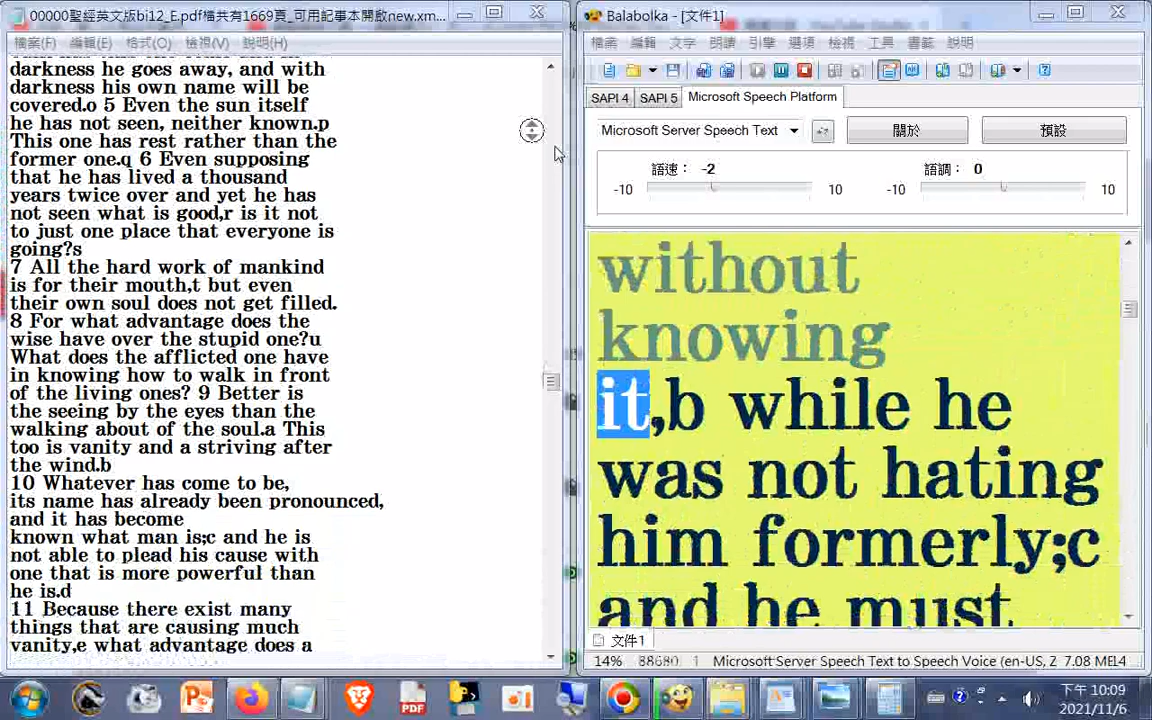 00000聖經英文版bi12_E.pdf檔共有1669頁_可用記事本開啟new.xm...
檔案(F) 編輯(E) 格式(O) 檢視(V) 說明(H)
darkness he goes away, and with
darkness his own name will be
covered.o 5 Even the sun itself
he has not seen, neither known.p
This one has rest rather than the
former one.q 6 Even supposing
that he has lived a thousand
years twice over and yet he has
not seen what is good,r is it not
to just one place that everyone is
going?s
7 All the hard work of mankind
is for their mouth,t but even
their own soul does not get filled.
8 For what advantage does the
wise have over the stupid one?u
What does the afflicted one have
in knowing how to walk in front
of the living ones? 9 Better is
the seeing by the eyes than the
walking about of the soul.a This
too is vanity and a striving after
the wind.b
10 Whatever has come to be,
its name has already been pronounced,
and it has become
known what man is;c and he is
not able to plead his cause with
one that is more powerful than
he is.d
11 Because there exist many
things that are causing much
vanity,e what advantage does a
Balabolka - [文件1]
檔案 編輯 文字 朗讀 引擎 選項 檢視 工具 書籤 說明
SAPI 4 SAPI 5 Microsoft Speech Platform
Microsoft Server Speech Text 關於 預設
語速： -2 語調： 0
-10 10 -10 10
without
knowing
it,b while he
was not hating
him formerly;c
and he must
文件1
14% 88680 1 Microsoft Server Speech Text to Speech Voice (en-US, Z 7.08 MB
下午 10:09
2021/11/6